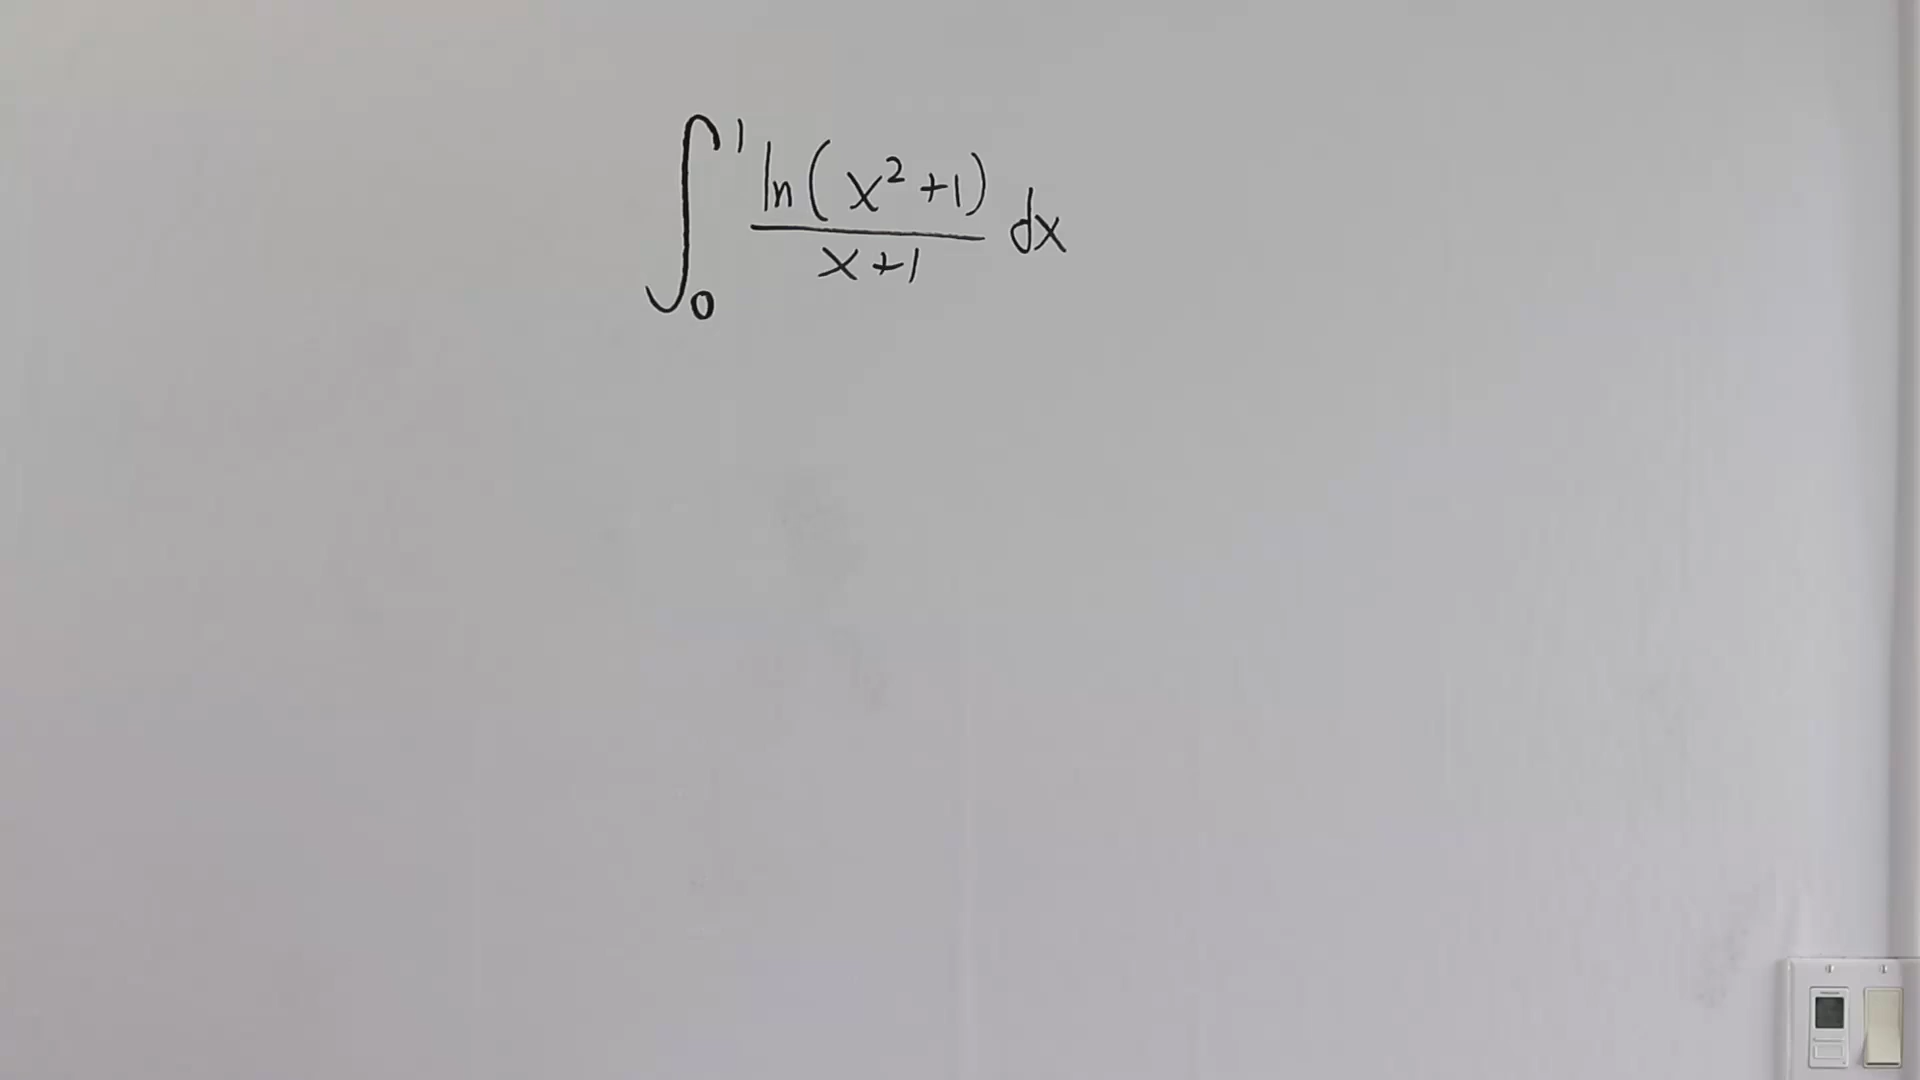 ∫₀¹ ln(x²+1)/(x+1) dx